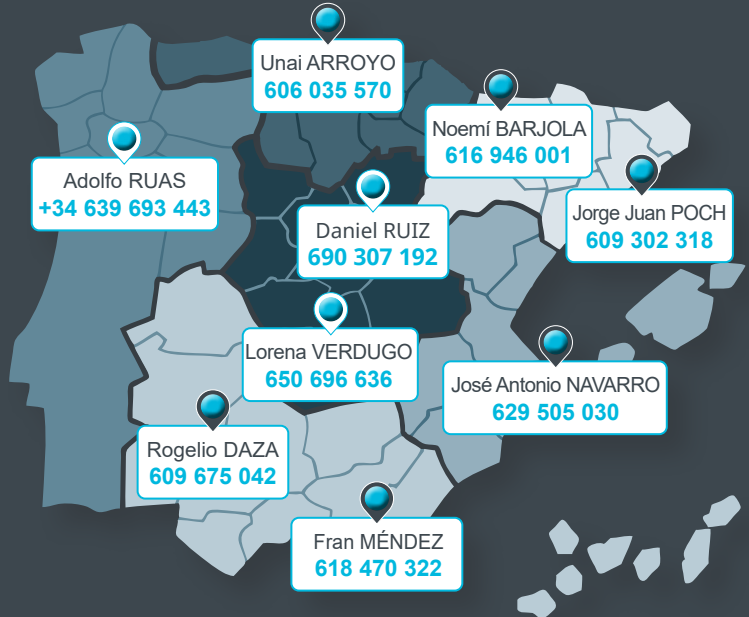 Unai ARROYO
606 035 570
Noemí BARJOLA
616 946 001
Adolfo RUAS
+34 639 693 443
Jorge Juan POCH
609 302 318
Daniel RUIZ
690 307 192
Lorena VERDUGO
650 696 636
José Antonio NAVARRO
629 505 030
Rogelio DAZA
609 675 042
Fran MÉNDEZ
618 470 322